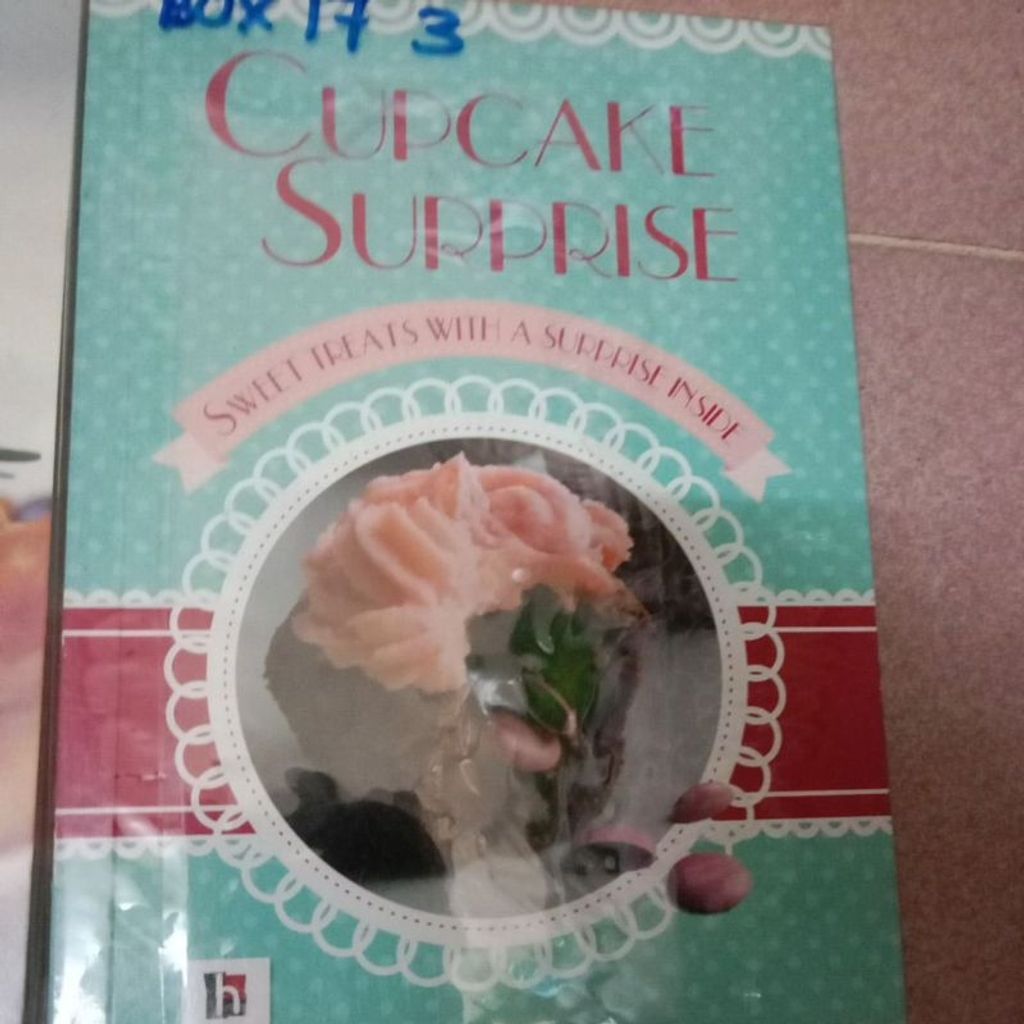 BOX 17 3
CUPCAKE
SURPRISE
SWEET TREATS WITH A SURPRISE INSIDE
h